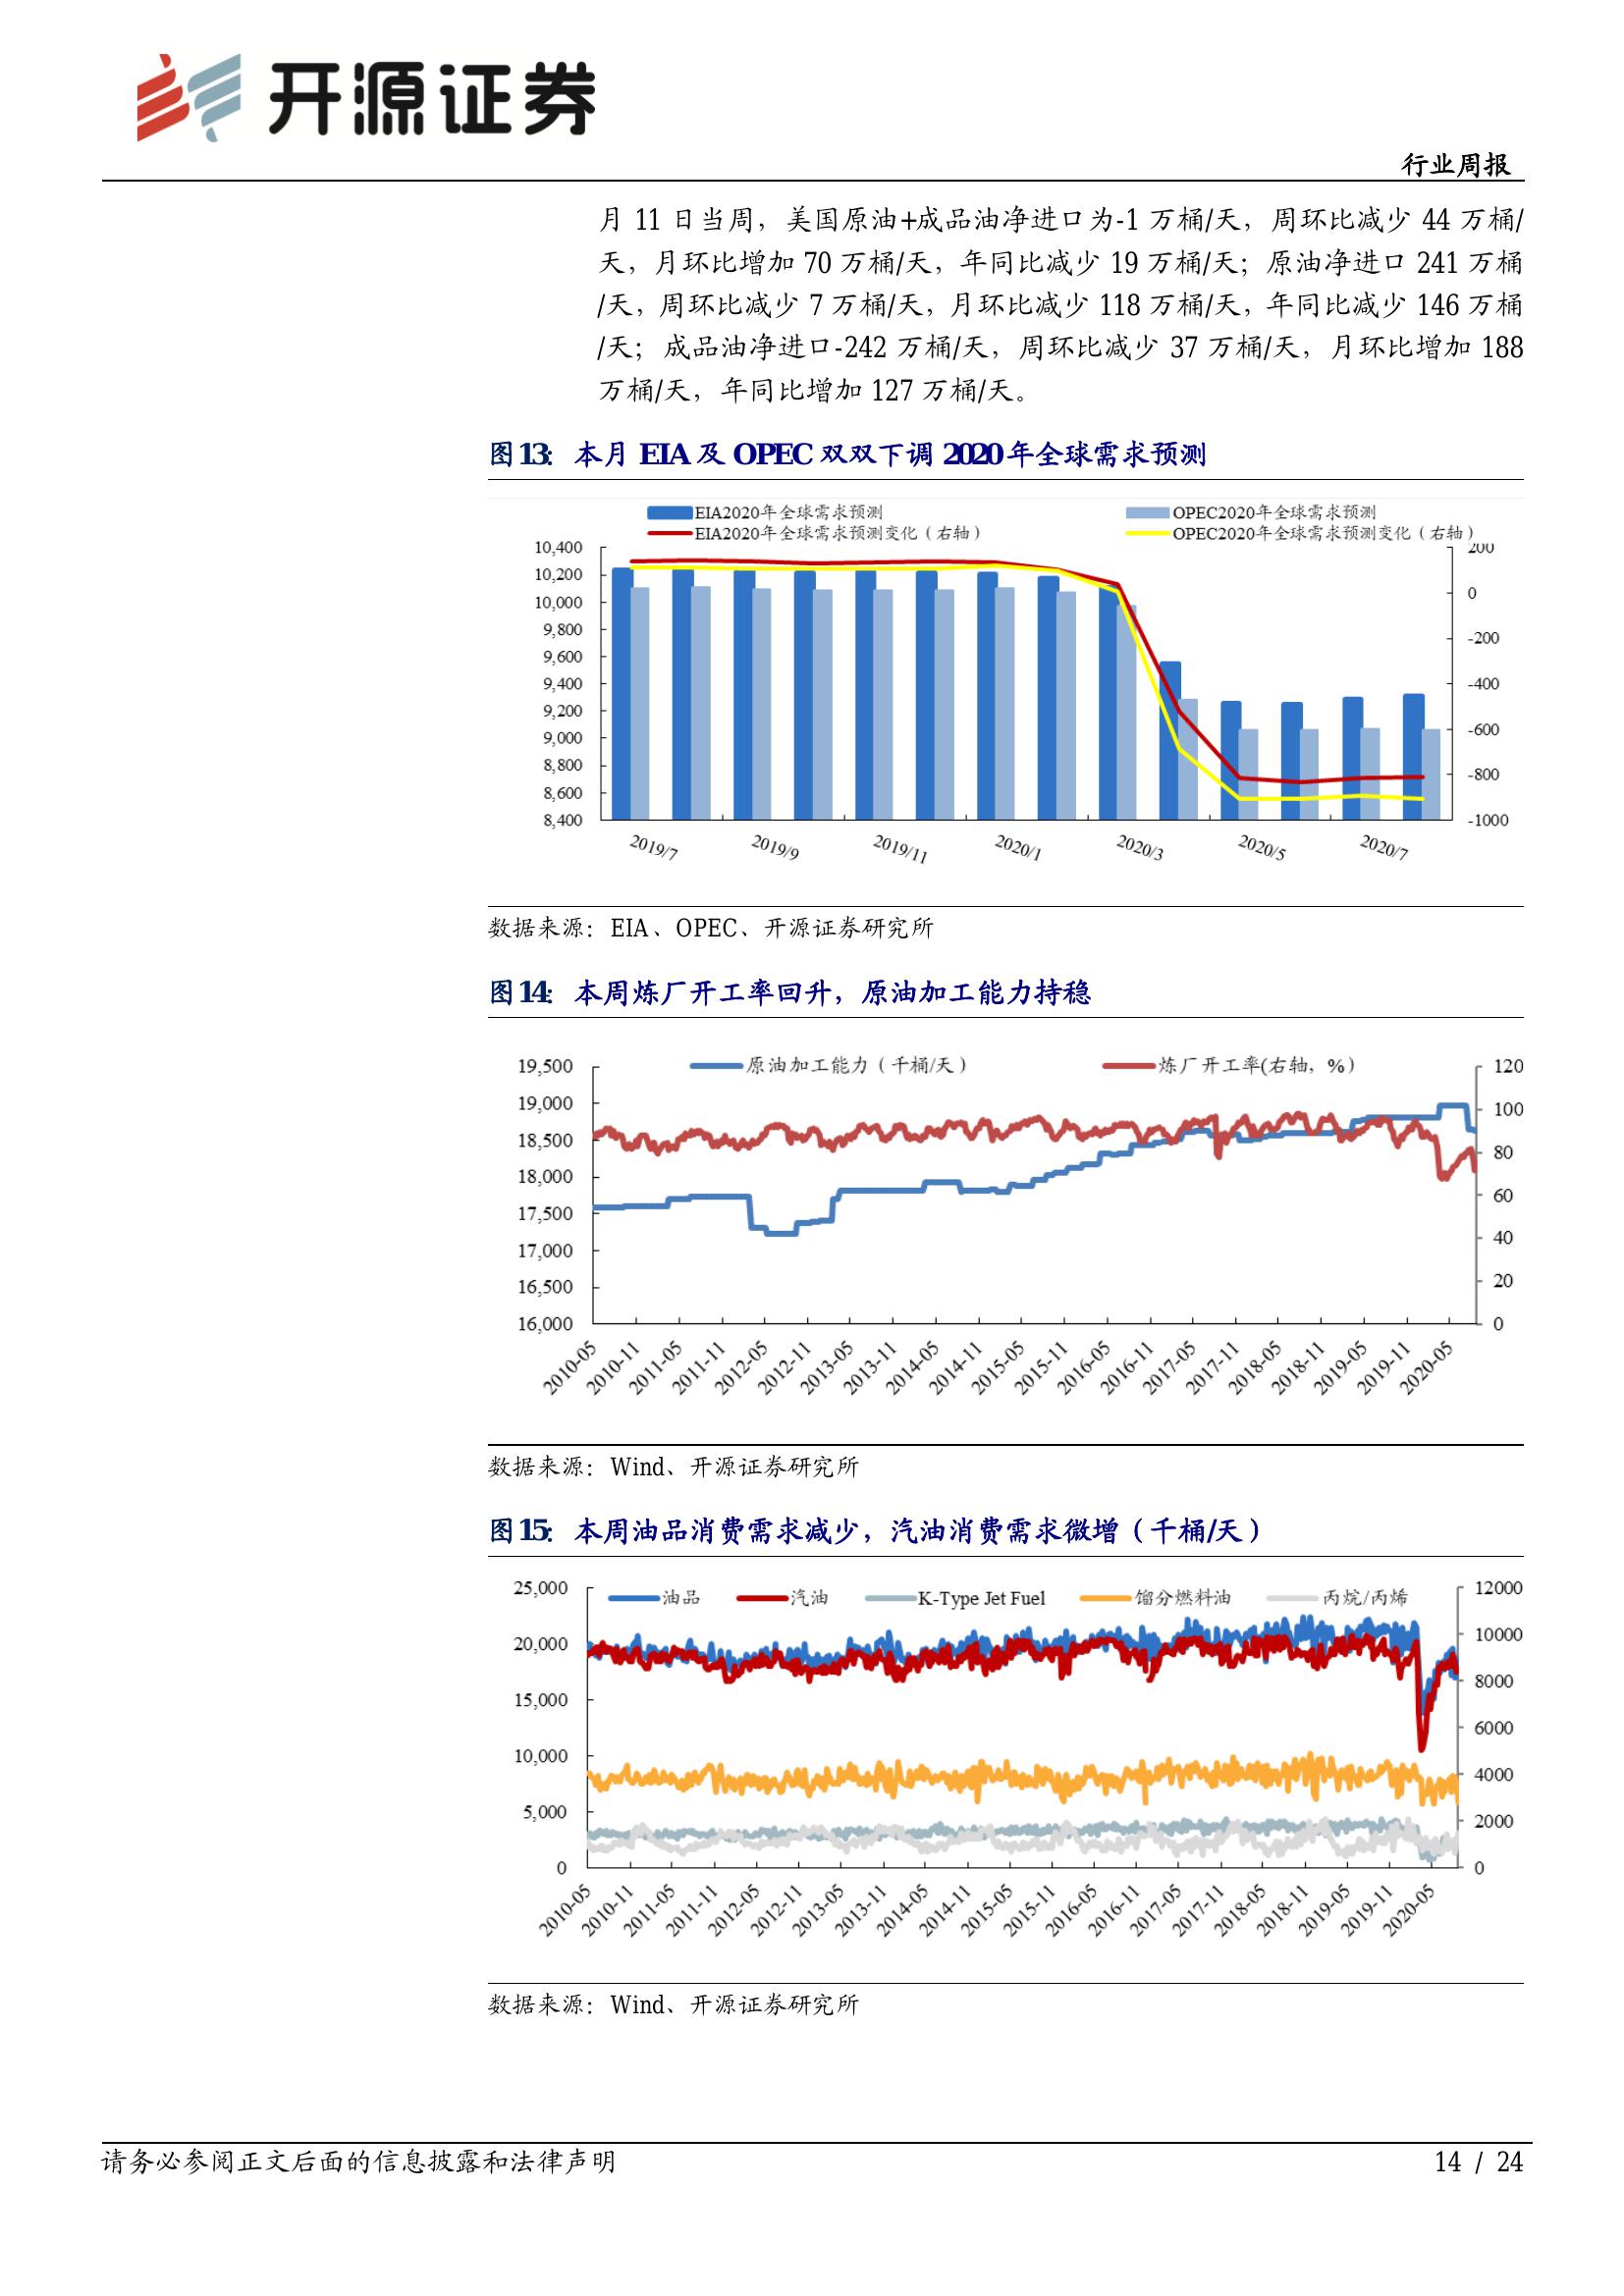 开源证券
行业周报
月 11 日当周，美国原油+成品油净进口为-1 万桶/天，周环比减少 44 万桶/
天，月环比增加 70 万桶/天，年同比减少 19 万桶/天；原油净进口 241 万桶
/天，周环比减少 7 万桶/天，月环比减少 118 万桶/天，年同比减少 146 万桶
/天；成品油净进口-242 万桶/天，周环比减少 37 万桶/天，月环比增加 188
万桶/天，年同比增加 127 万桶/天。
图13：本月 EIA 及 OPEC 双双下调 2020 年全球需求预测
EIA2020年全球需求预测 OPEC2020年全球需求预测
EIA2020年全球需求预测变化（右轴） OPEC2020年全球需求预测变化（右轴）
10,400 200
10,200
10,000 0
9,800 -200
9,600
9,400 -400
9,200
9,000 -600
8,800 -800
8,600
8,400 -1000
2019/7 2019/9 2019/11 2020/1 2020/3 2020/5 2020/7
数据来源：EIA、OPEC、开源证券研究所
图14：本周炼厂开工率回升，原油加工能力持稳
原油加工能力（千桶/天） 炼厂开工率(右轴，%)
19,500 120
19,000 100
18,500
18,000 80
17,500 60
17,000 40
16,500 20
16,000 0
2010-05 2010-11 2011-05 2011-11 2012-05 2012-11 2013-05 2013-11 2014-05 2014-11 2015-05 2015-11 2016-05 2016-11 2017-05 2017-11 2018-05 2018-11 2019-05 2019-11 2020-05
数据来源：Wind、开源证券研究所
图15：本周油品消费需求减少，汽油消费需求微增（千桶/天）
油品 汽油 K-Type Jet Fuel 馏分燃料油 丙烷/丙烯
25,000 12000
20,000 10000
15,000 8000
6000
10,000 4000
5,000 2000
0 0
2010-05 2010-11 2011-05 2011-11 2012-05 2012-11 2013-05 2013-11 2014-05 2014-11 2015-05 2015-11 2016-05 2016-11 2017-05 2017-11 2018-05 2018-11 2019-05 2019-11 2020-05
数据来源：Wind、开源证券研究所
请务必参阅正文后面的信息披露和法律声明
14 / 24